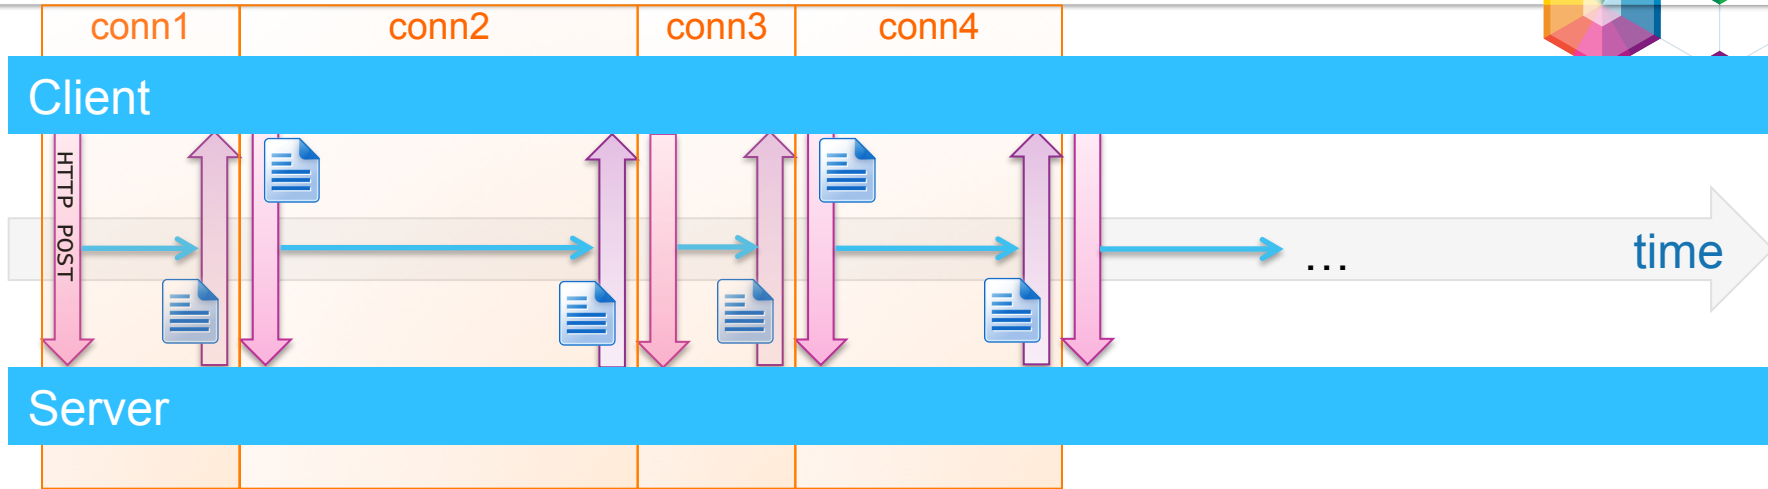 conn1
conn2
conn3
conn4
Client
HTTP POST
...
time
Server